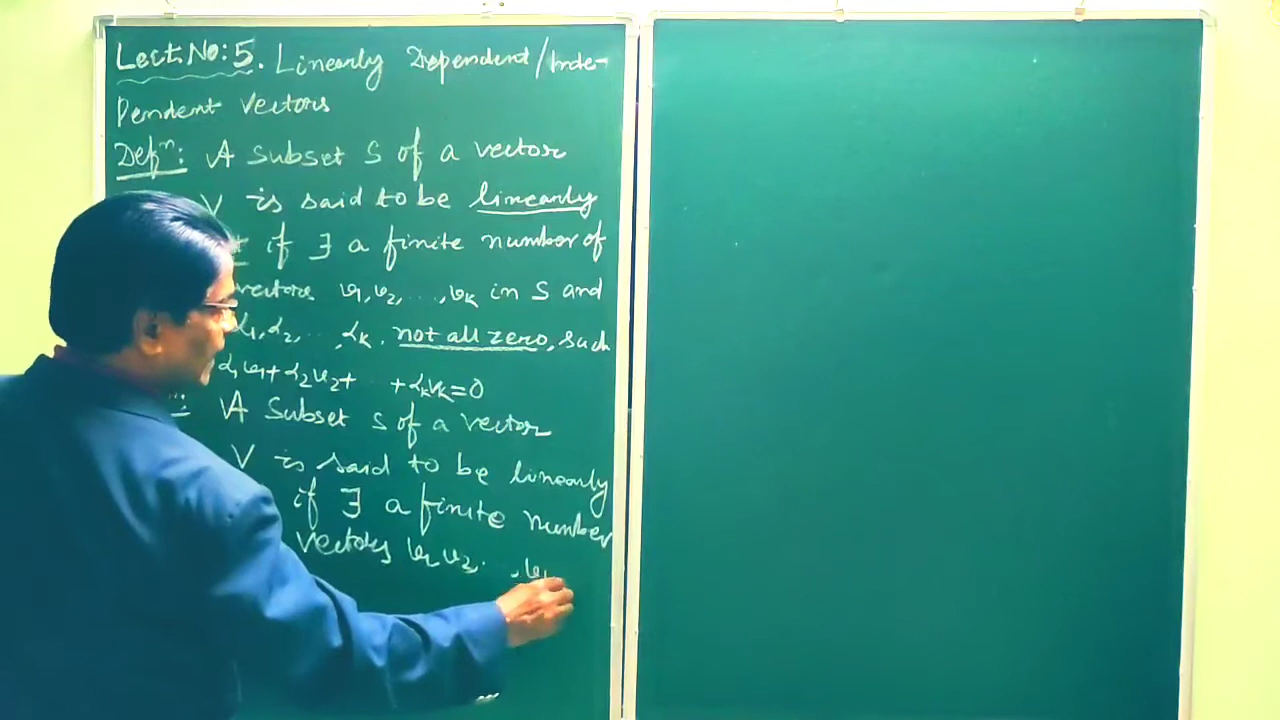 Lect. No: 5. Linearly Dependent/Inde-
pendent Vectors
Defⁿ: A subset S of a vector
V is said to be linearly
if ∃ a finite number of
vectors v₁, v₂, ..., vₖ in S and
α₁, α₂, ..., αₖ, not all zero, such
α₁v₁ + α₂v₂ + ... + αₖvₖ = 0
A Subset S of a vector
V is said to be linearly
if ∃ a finite number
vectors v₁, v₂, ..., v